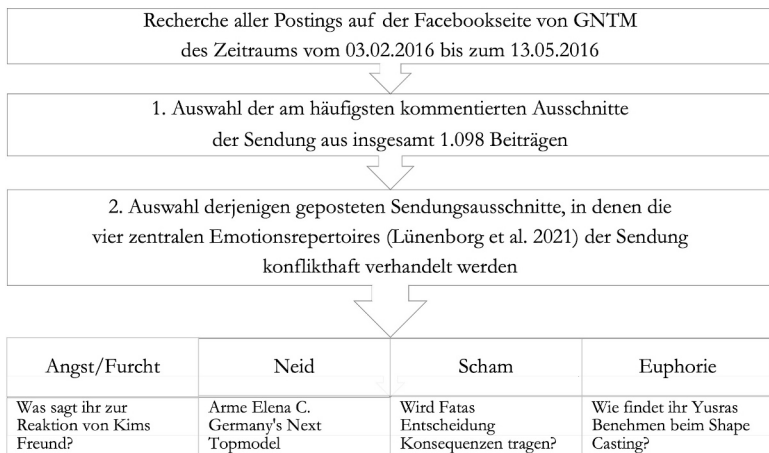 Recherche aller Postings auf der Facebookseite von GNTM
des Zeitraums vom 03.02.2016 bis zum 13.05.2016
1. Auswahl der am häufigsten kommentierten Ausschnitte
der Sendung aus insgesamt 1.098 Beiträgen
2. Auswahl derjenigen geposteten Sendungsausschnitte, in denen die
vier zentralen Emotionsrepertoires (Lünenborg et al. 2021) der Sendung
konflikthaft verhandelt werden
Angst/Furcht
Neid
Scham
Euphorie
Was sagt ihr zur
Reaktion von Kims
Freund?
Arme Elena C.
Germany's Next
Topmodel
Wird Fatas
Entscheidung
Konsequenzen tragen?
Wie findet ihr Yusras
Benehmen beim Shape
Casting?